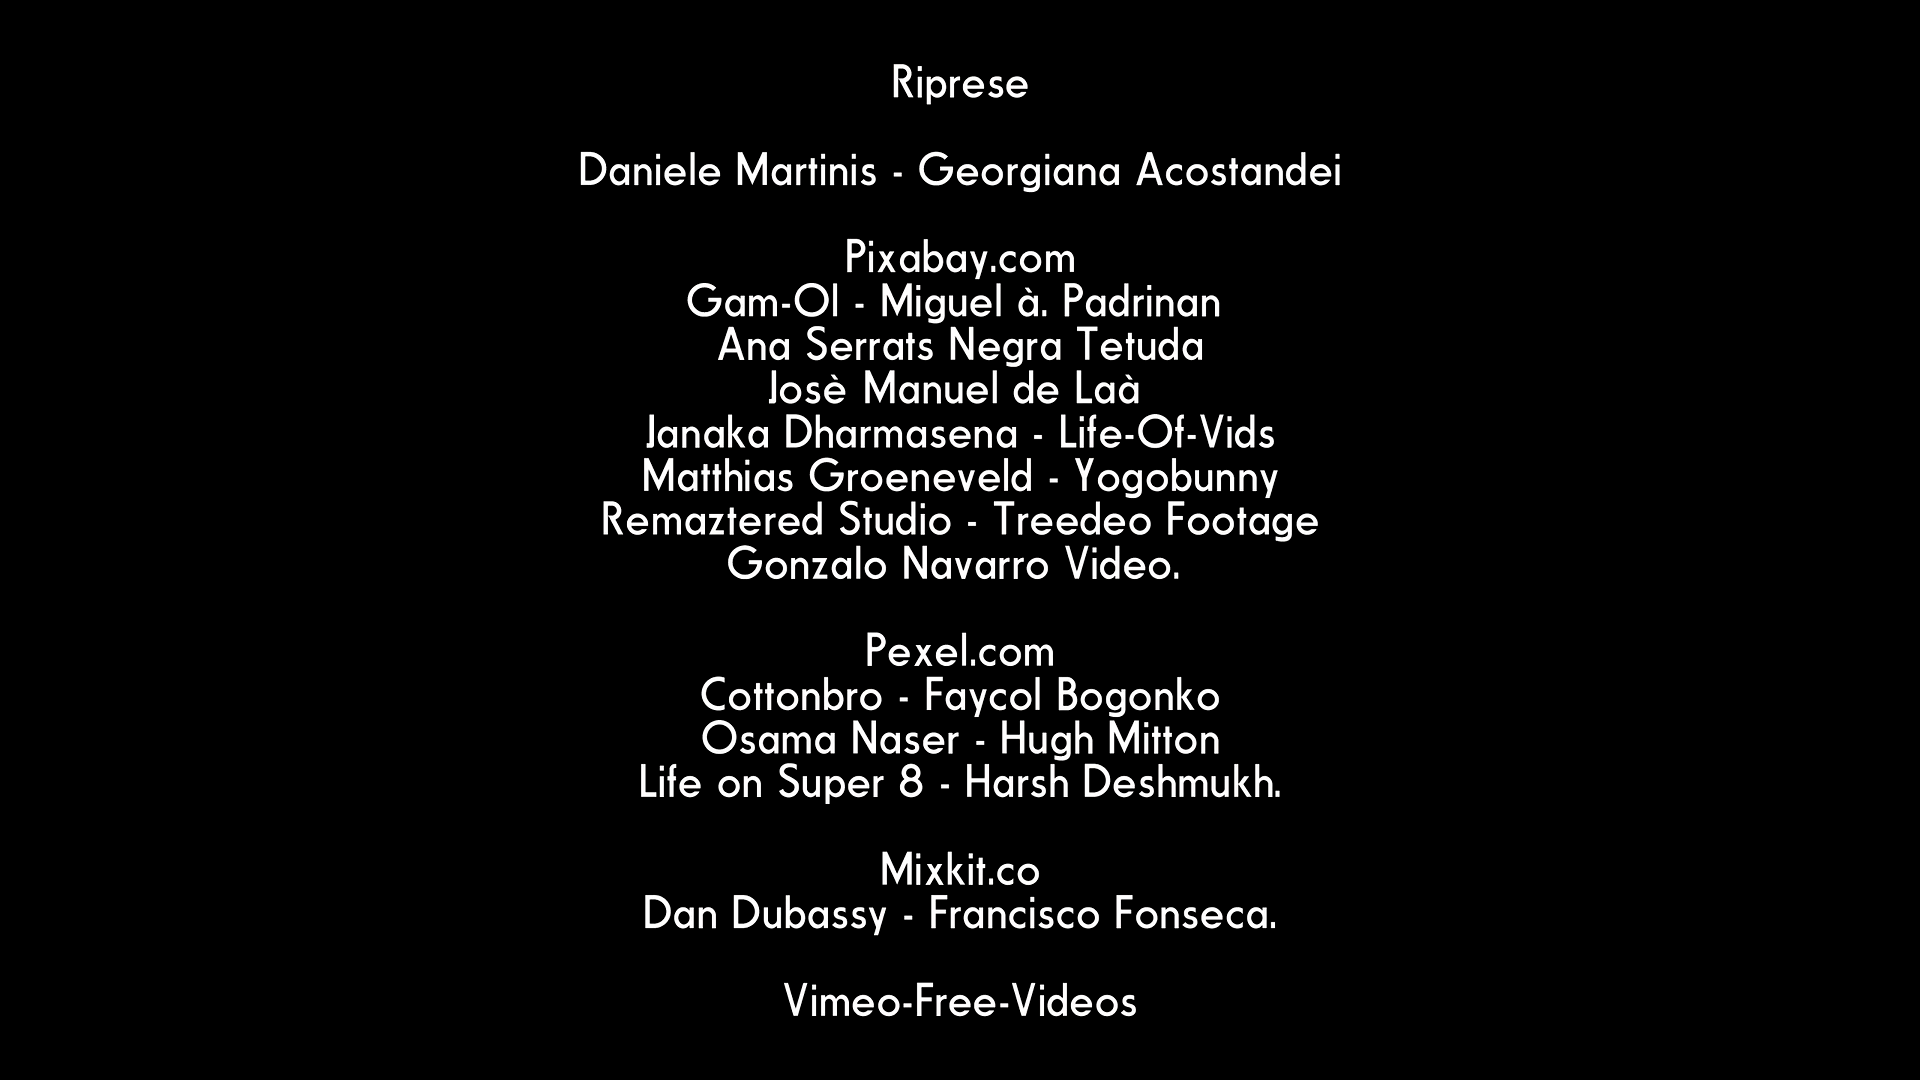 Riprese
Daniele Martinis - Georgiana Acostandei
Pixabay.com
Gam-Ol - Miguel à. Padrinan
Ana Serrats Negra Tetuda
Josè Manuel de Laà
Janaka Dharmasena - Life-Of-Vids
Matthias Groeneveld - Yogobunny
Remaztered Studio - Treedeo Footage
Gonzalo Navarro Video.
Pexel.com
Cottonbro - Faycol Bogonko
Osama Naser - Hugh Mitton
Life on Super 8 - Harsh Deshmukh.
Mixkit.co
Dan Dubassy - Francisco Fonseca.
Vimeo-Free-Videos